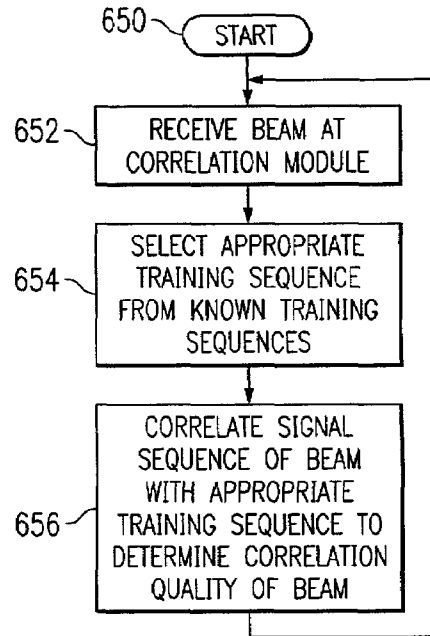 650
START
652
RECEIVE BEAM AT
CORRELATION MODULE
654
SELECT APPROPRIATE
TRAINING SEQUENCE
FROM KNOWN TRAINING
SEQUENCES
656
CORRELATE SIGNAL
SEQUENCE OF BEAM
WITH APPROPRIATE
TRAINING SEQUENCE TO
DETERMINE CORRELATION
QUALITY OF BEAM